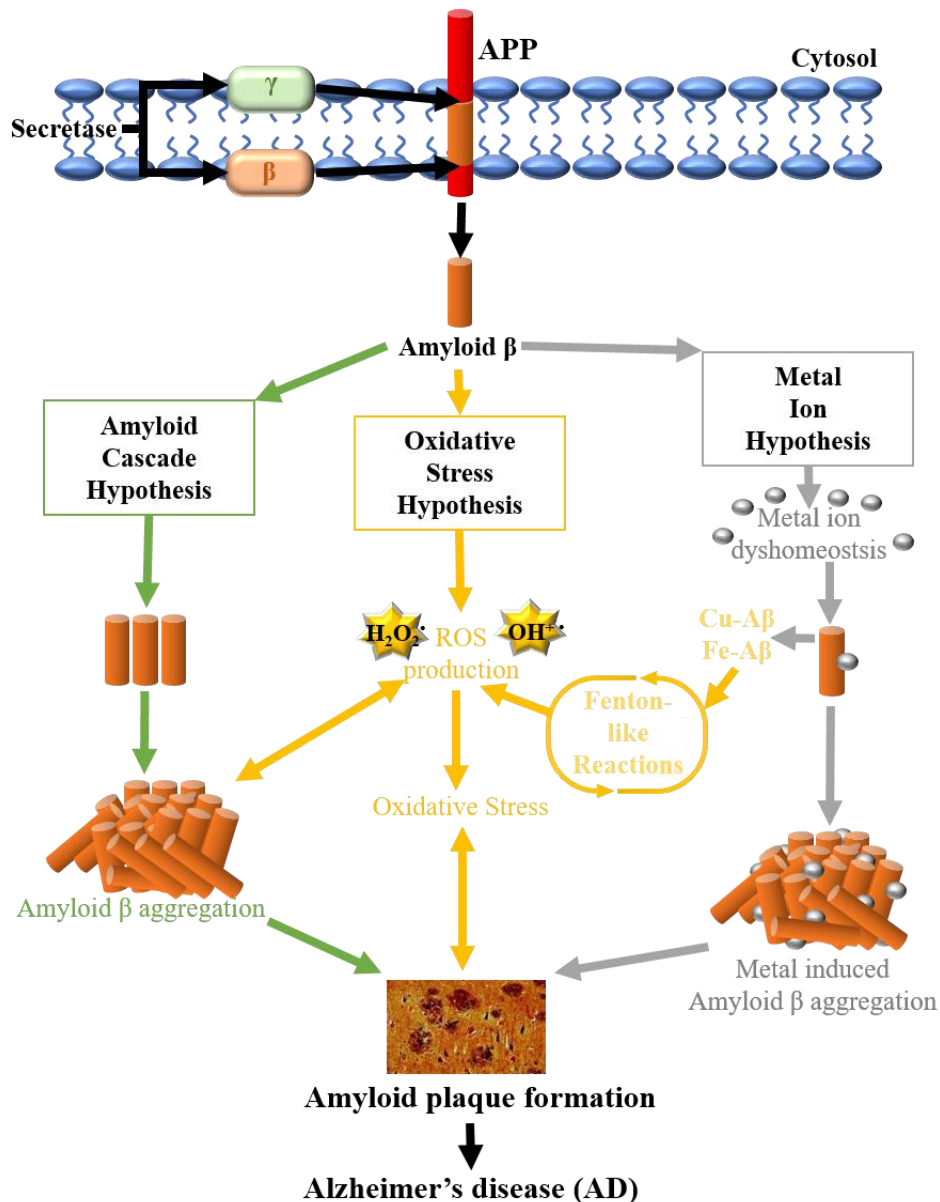 APP
Cytosol
γ
Secretase
β
Amyloid β
Amyloid
Cascade
Hypothesis
Oxidative
Stress
Hypothesis
Metal
Ion
Hypothesis
Metal ion
dyshomeostsis
H₂O₂·
OH⁺·
ROS
production
Cu-Aβ
Fe-Aβ
Fenton-
like
Reactions
Oxidative Stress
Amyloid β aggregation
Metal induced
Amyloid β aggregation
Amyloid plaque formation
Alzheimer’s disease (AD)